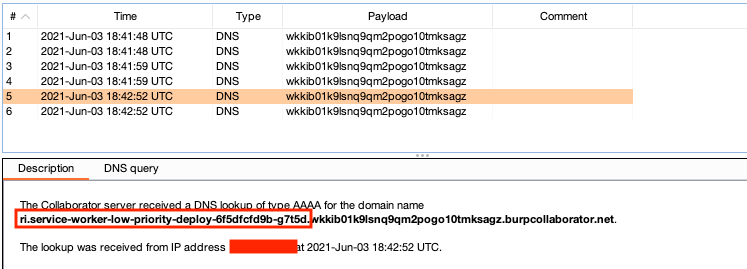 # Time Type Payload Comment
1 2021-Jun-03 18:41:48 UTC DNS wkkib01k9lsnq9qm2pogo10tmksagz
2 2021-Jun-03 18:41:48 UTC DNS wkkib01k9lsnq9qm2pogo10tmksagz
3 2021-Jun-03 18:41:59 UTC DNS wkkib01k9lsnq9qm2pogo10tmksagz
4 2021-Jun-03 18:41:59 UTC DNS wkkib01k9lsnq9qm2pogo10tmksagz
5 2021-Jun-03 18:42:52 UTC DNS wkkib01k9lsnq9qm2pogo10tmksagz
6 2021-Jun-03 18:42:52 UTC DNS wkkib01k9lsnq9qm2pogo10tmksagz
Description DNS query
The Collaborator server received a DNS lookup of type AAAA for the domain name
ri.service-worker-low-priority-deploy-6f5dfcfd9b-g7t5d.wkkib01k9lsnq9qm2pogo10tmksagz.burpcollaborator.net.
The lookup was received from IP address at 2021-Jun-03 18:42:52 UTC.